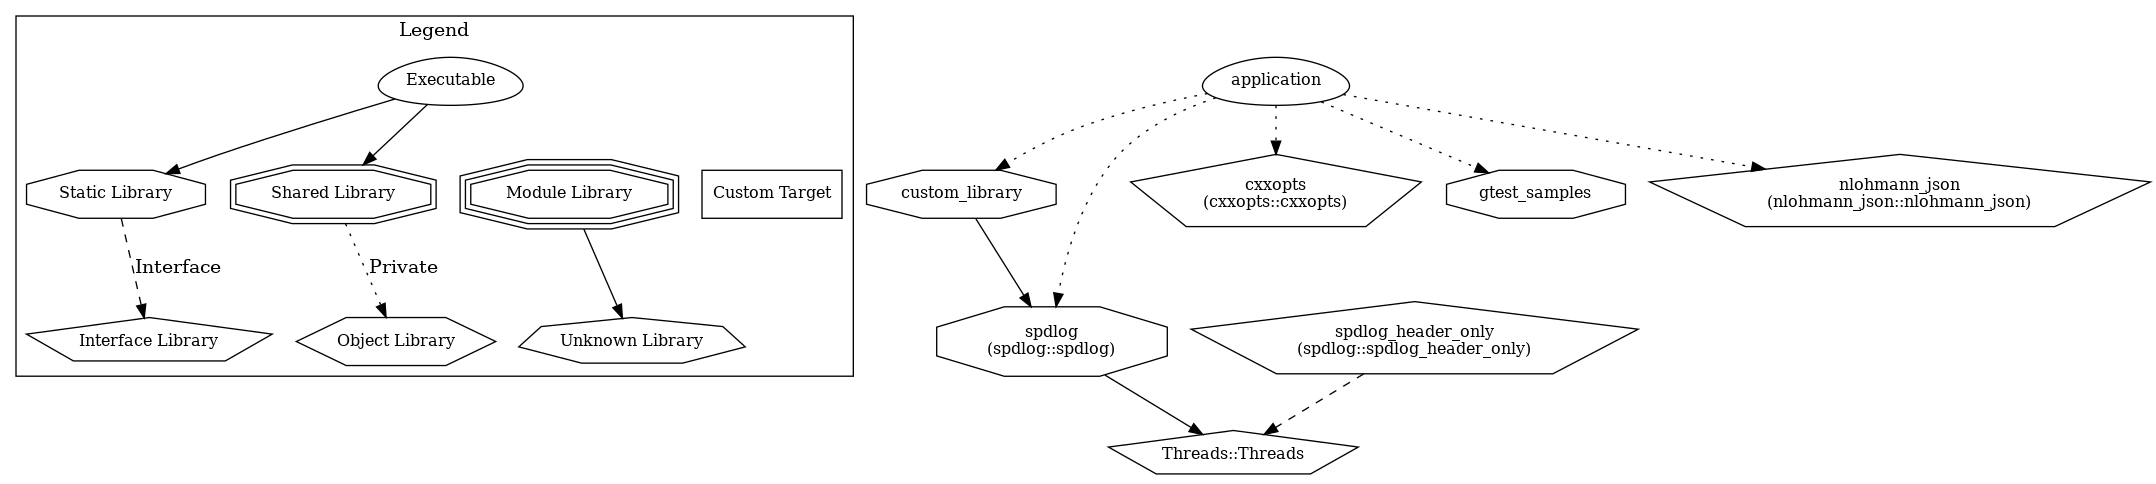 Legend
Executable
Static Library
Shared Library
Module Library
Custom Target
Interface
Private
Interface Library
Object Library
Unknown Library
application
custom_library
cxxopts
(cxxopts::cxxopts)
gtest_samples
nlohmann_json
(nlohmann_json::nlohmann_json)
spdlog
(spdlog::spdlog)
spdlog_header_only
(spdlog::spdlog_header_only)
Threads::Threads